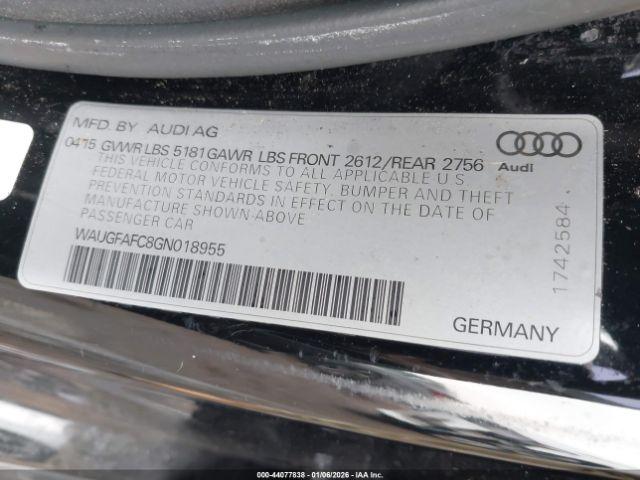 MFD. BY AUDI AG
04 15 GVWR LBS 5181 GAWR LBS FRONT 2612/REAR 2756
THIS VEHICLE CONFORMS TO ALL APPLICABLE U.S.
FEDERAL MOTOR VEHICLE SAFETY, BUMPER AND THEFT
PREVENTION STANDARDS IN EFFECT ON THE DATE OF
MANUFACTURE SHOWN ABOVE.
PASSENGER CAR
WAUGFAFC8GN018955
Audi
1742584
GERMANY
000-44077838 - 01/06/2026 - IAA Inc.